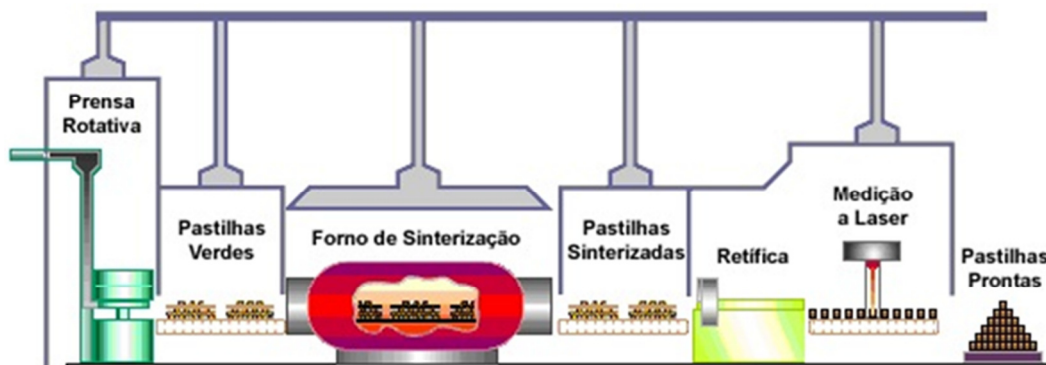 Prensa
Rotativa
Pastilhas
Verdes
Forno de Sinterização
Pastilhas
Sinterizadas
Retífica
Medição
a Laser
Pastilhas
Prontas